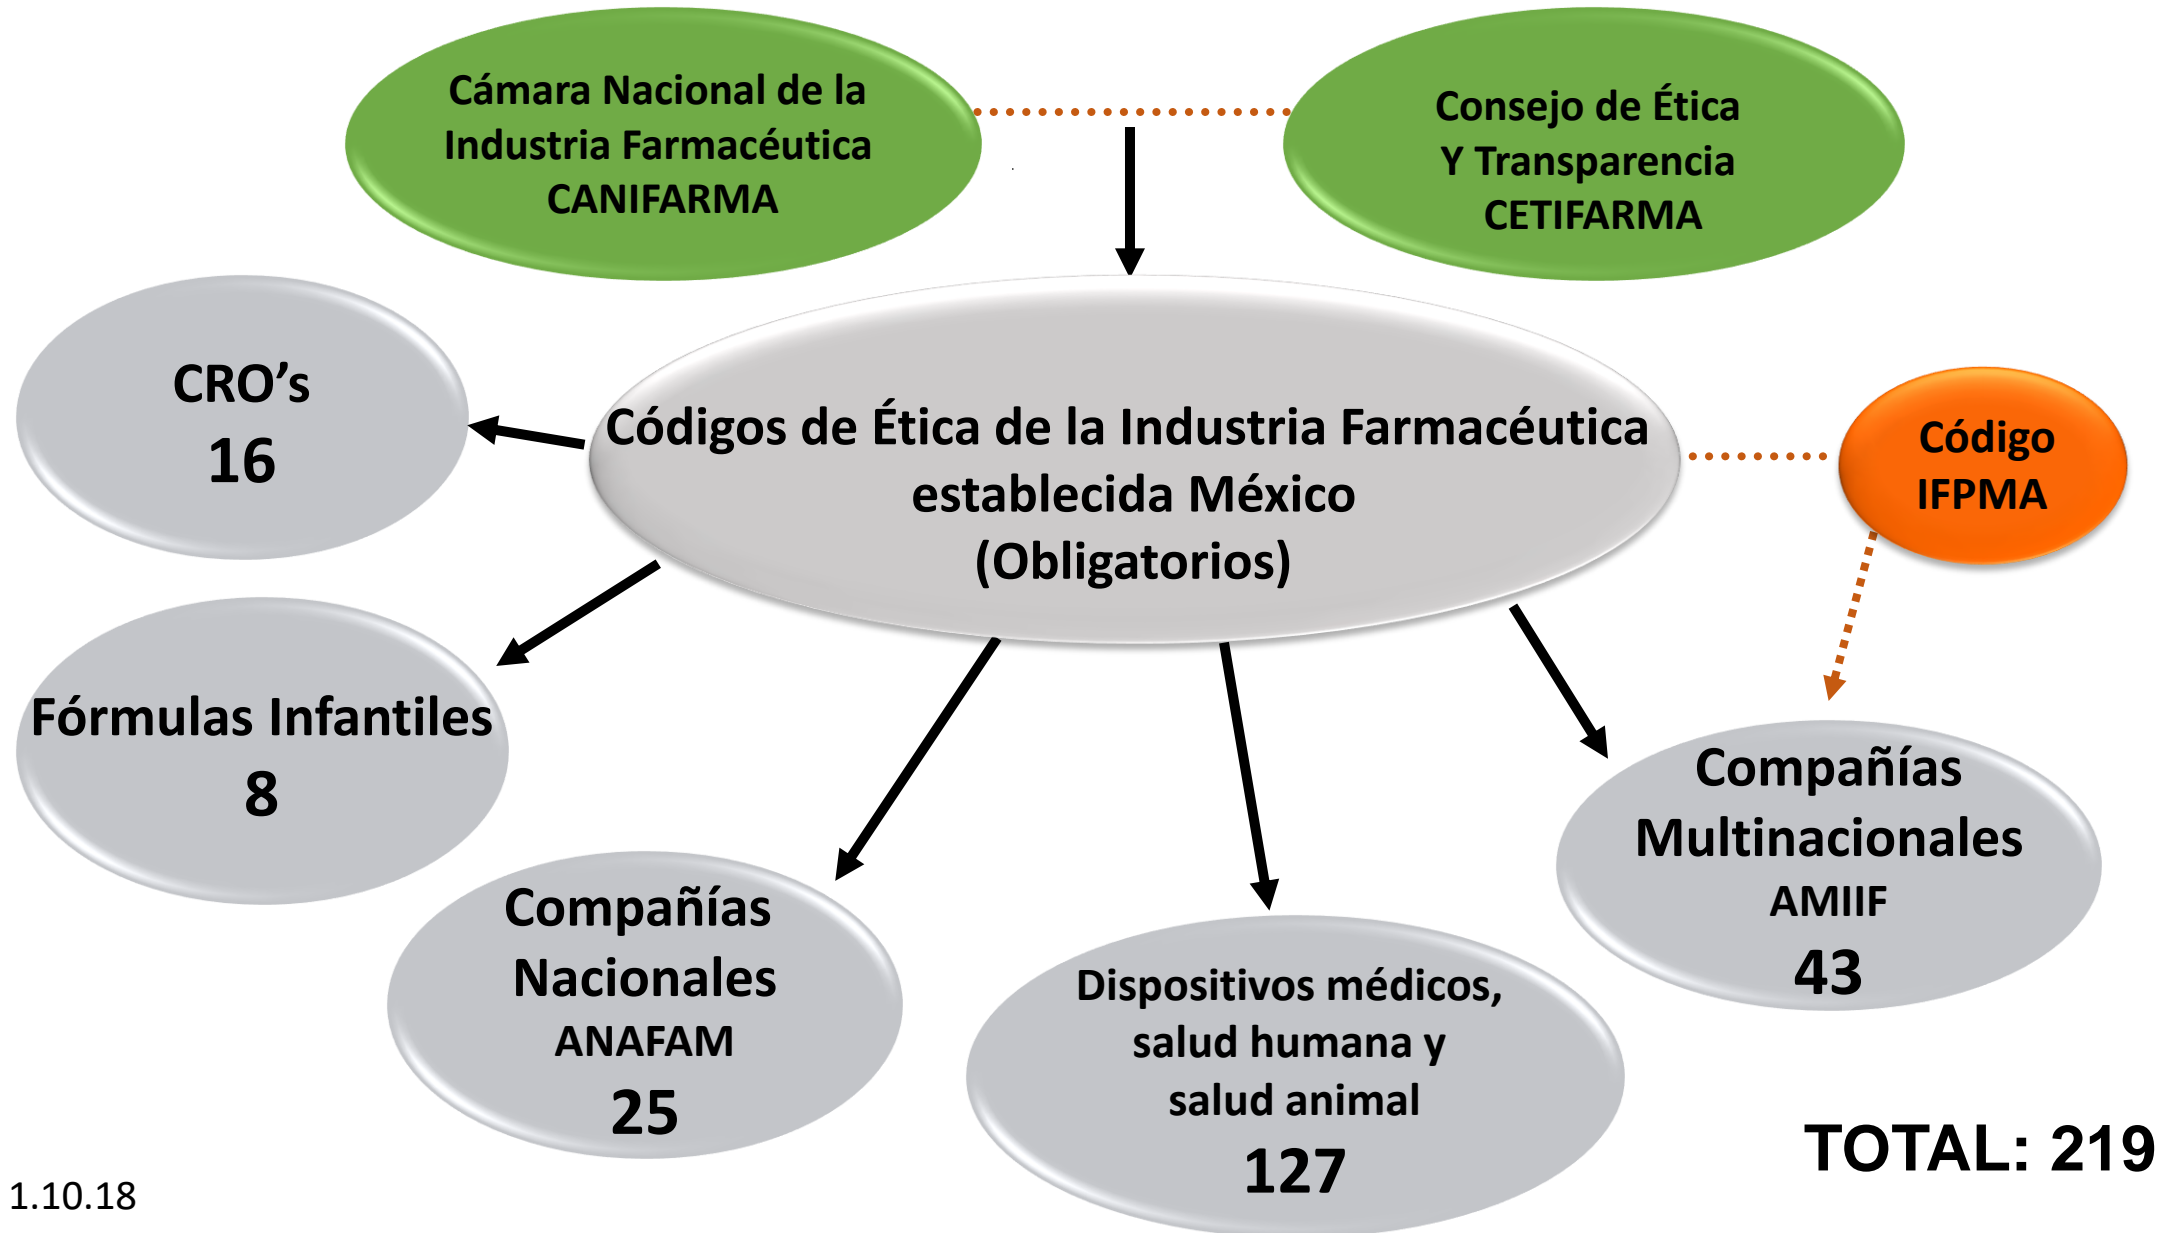 Cámara Nacional de la
Industria Farmacéutica
CANIFARMA
Consejo de Ética
Y Transparencia
CETIFARMA
CRO’s
16
Códigos de Ética de la Industria Farmacéutica
establecida México
(Obligatorios)
Código
IFPMA
Fórmulas Infantiles
8
Compañías
Nacionales
ANAFAM
25
Dispositivos médicos,
salud humana y
salud animal
127
Compañías
Multinacionales
AMIIF
43
TOTAL: 219
1.10.18